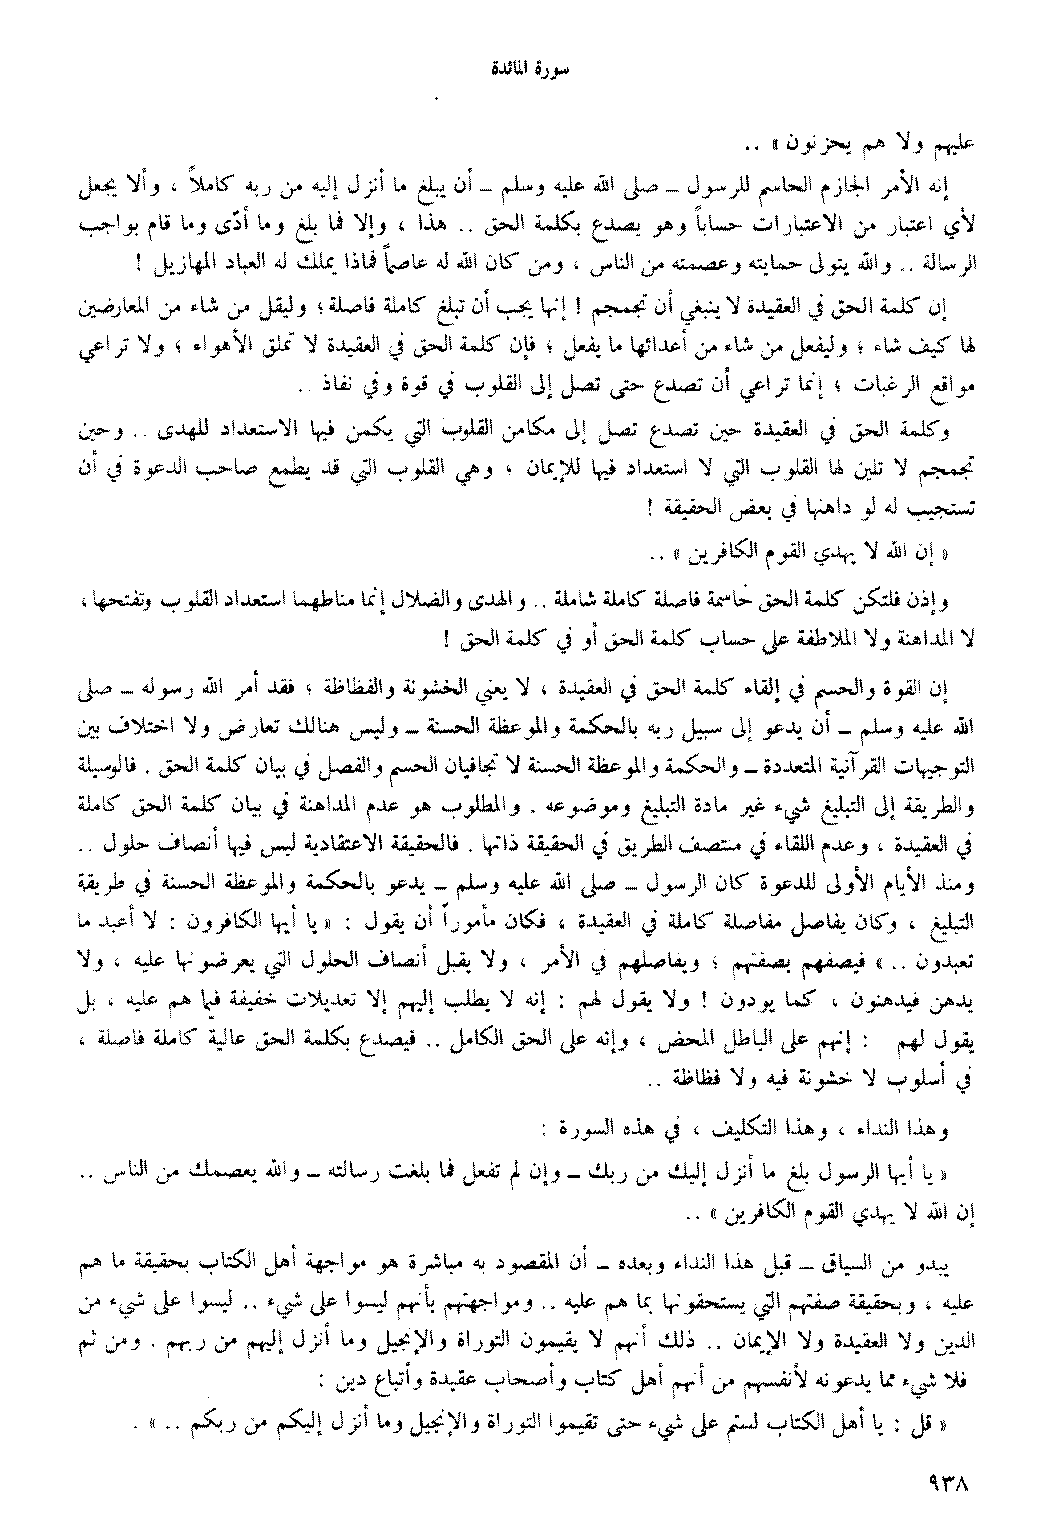 سورة المائدة
عليهم ولا هم يحزنون » ..
إنه الأمر الجازم الحاسم للرسول – صلى الله عليه وسلم – أن يبلغ ما أنزل إليه من ربه كاملاً ، وألا يجعل
لأي اعتبار من الاعتبارات حساباً وهو يصدع بكلمة الحق .. هذا ، وإلا فما بلغ وما أدّى وما قام بواجب
الرسالة .. والله يتولى حمايته وعصمته من الناس ، ومن كان الله له عاصماً فماذا يملك له العباد المهازيل !
إن كلمة الحق في العقيدة لا ينبغي أن تجمجم ! إنها يجب أن تبلغ كاملة فاصلة ؛ وليقل من شاء من المعارضين
لها كيف شاء ؛ وليفعل من شاء من أعدائها ما يفعل ؛ فإن كلمة الحق في العقيدة لا تملق الأهواء ؛ ولا تراعي
مواقع الرغبات ؛ إنما تراعي أن تصدع حتى تصل إلى القلوب في قوة وفي نفاذ ..
وكلمة الحق في العقيدة حين تصدع تصل إلى مكامن القلوب التي يكمن فيها الاستعداد للهدى .. وحين
تجمجم لا تلين لها القلوب التي لا استعداد فيها للإيمان ؛ وهي القلوب التي قد يطمع صاحب الدعوة في أن
تستجيب له لو داهنها في بعض الحقيقة !
« إن الله لا يهدي القوم الكافرين » ..
وإذن فلتكن كلمة الحق حاسمة فاصلة كاملة شاملة .. والهدى والضلال إنما مناطهما استعداد القلوب وتفتحها ،
لا المداهنة ولا الملاطفة على حساب كلمة الحق أو في كلمة الحق !
إن القوة والحسم في إلقاء كلمة الحق في العقيدة ، لا يعني الخشونة والفظاظة ؛ فقد أمر الله رسوله – صلى
الله عليه وسلم – أن يدعو إلى سبيل ربه بالحكمة والموعظة الحسنة – وليس هنالك تعارض ولا اختلاف بين
التوجيهات القرآنية المتعددة – والحكمة والموعظة الحسنة لا تجافيان الحسم والفصل في بيان كلمة الحق . فالوسيلة
والطريقة إلى التبليغ شيء غير مادة التبليغ وموضوعه . والمطلوب هو عدم المداهنة في بيان كلمة الحق كاملة
في العقيدة ، وعدم اللقاء في منتصف الطريق في الحقيقة ذاتها . فالحقيقة الاعتقادية ليس فيها أنصاف حلول ..
ومنذ الأيام الأولى للدعوة كان الرسول – صلى الله عليه وسلم – يدعو بالحكمة والموعظة الحسنة في طريقة
التبليغ ، وكان يفاصل مفاصلة كاملة في العقيدة ، فكان مأموراً أن يقول : « يا أيها الكافرون : لا أعبد ما
تعبدون .. » فيصفهم بصفتهم ؛ ويفاصلهم في الأمر ، ولا يقبل أنصاف الحلول التي يعرضونها عليه ، ولا
يدهن فيدهنون ، كما يودون ! ولا يقول لهم : إنه لا يطلب إليهم إلا تعديلات خفيفة فيما هم عليه ، بل
يقول لهم : إنهم على الباطل المحض ، وإنه على الحق الكامل .. فيصدع بكلمة الحق عالية كاملة فاصلة ،
في أسلوب لا خشونة فيه ولا فظاظة ..
وهذا النداء ، وهذا التكليف ، في هذه السورة :
« يا أيها الرسول بلغ ما أنزل إليك من ربك – وإن لم تفعل فما بلغت رسالته – والله يعصمك من الناس ..
إن الله لا يهدي القوم الكافرين » ..
يبدو من السياق – قبل هذا النداء وبعده – أن المقصود به مباشرة هو مواجهة أهل الكتاب بحقيقة ما هم
عليه ، وبحقيقة صفتهم التي يستحقونها بما هم عليه .. ومواجهتهم بأنهم ليسوا على شيء .. ليسوا على شيء من
الدين ولا العقيدة ولا الإيمان .. ذلك أنهم لا يقيمون التوراة والإنجيل وما أنزل إليهم من ربهم . ومن ثم
فلا شيء مما يدعونه لأنفسهم من أنهم أهل كتاب وأصحاب عقيدة وأتباع دين :
« قل : يا أهل الكتاب لستم على شيء حتى تقيموا التوراة والإنجيل وما أنزل إليكم من ربكم .. » .
٩٣٨